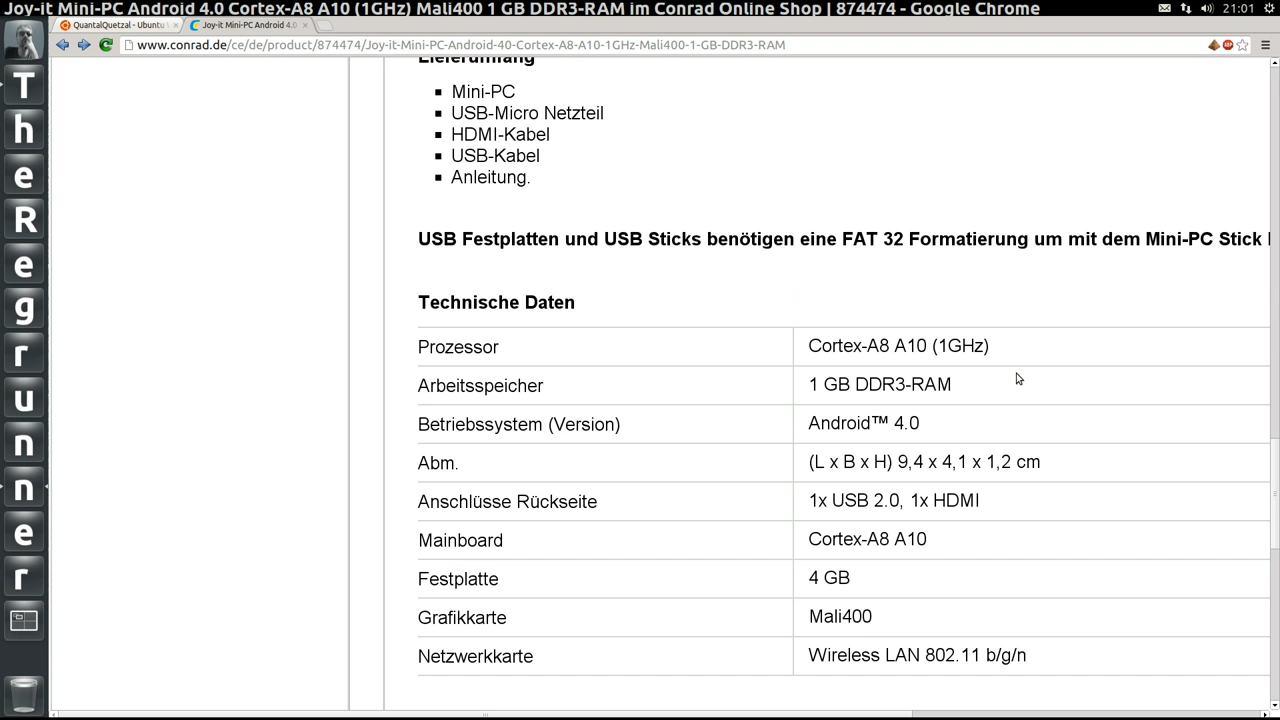 Joy-it Mini-PC Android 4.0 Cortex-A8 A10 (1GHz) Mali400 1 GB DDR3-RAM im Conrad Online Shop | 874474 - Google Chrome
21:01
QuantalQuetzal - Ubuntu
Joy-it Mini-PC Android 4.0
www.conrad.de/ce/de/product/874474/Joy-it-Mini-PC-Android-40-Cortex-A8-A10-1GHz-Mali400-1-GB-DDR3-RAM
T
h
e
R
e
g
r
u
n
n
e
r
Lieferumfang
Mini-PC
USB-Micro Netzteil
HDMI-Kabel
USB-Kabel
Anleitung.
USB Festplatten und USB Sticks benötigen eine FAT 32 Formatierung um mit dem Mini-PC Stick
Technische Daten
Prozessor Cortex-A8 A10 (1GHz)
Arbeitsspeicher 1 GB DDR3-RAM
Betriebssystem (Version) Android™ 4.0
Abm. (L x B x H) 9,4 x 4,1 x 1,2 cm
Anschlüsse Rückseite 1x USB 2.0, 1x HDMI
Mainboard Cortex-A8 A10
Festplatte 4 GB
Grafikkarte Mali400
Netzwerkkarte Wireless LAN 802.11 b/g/n